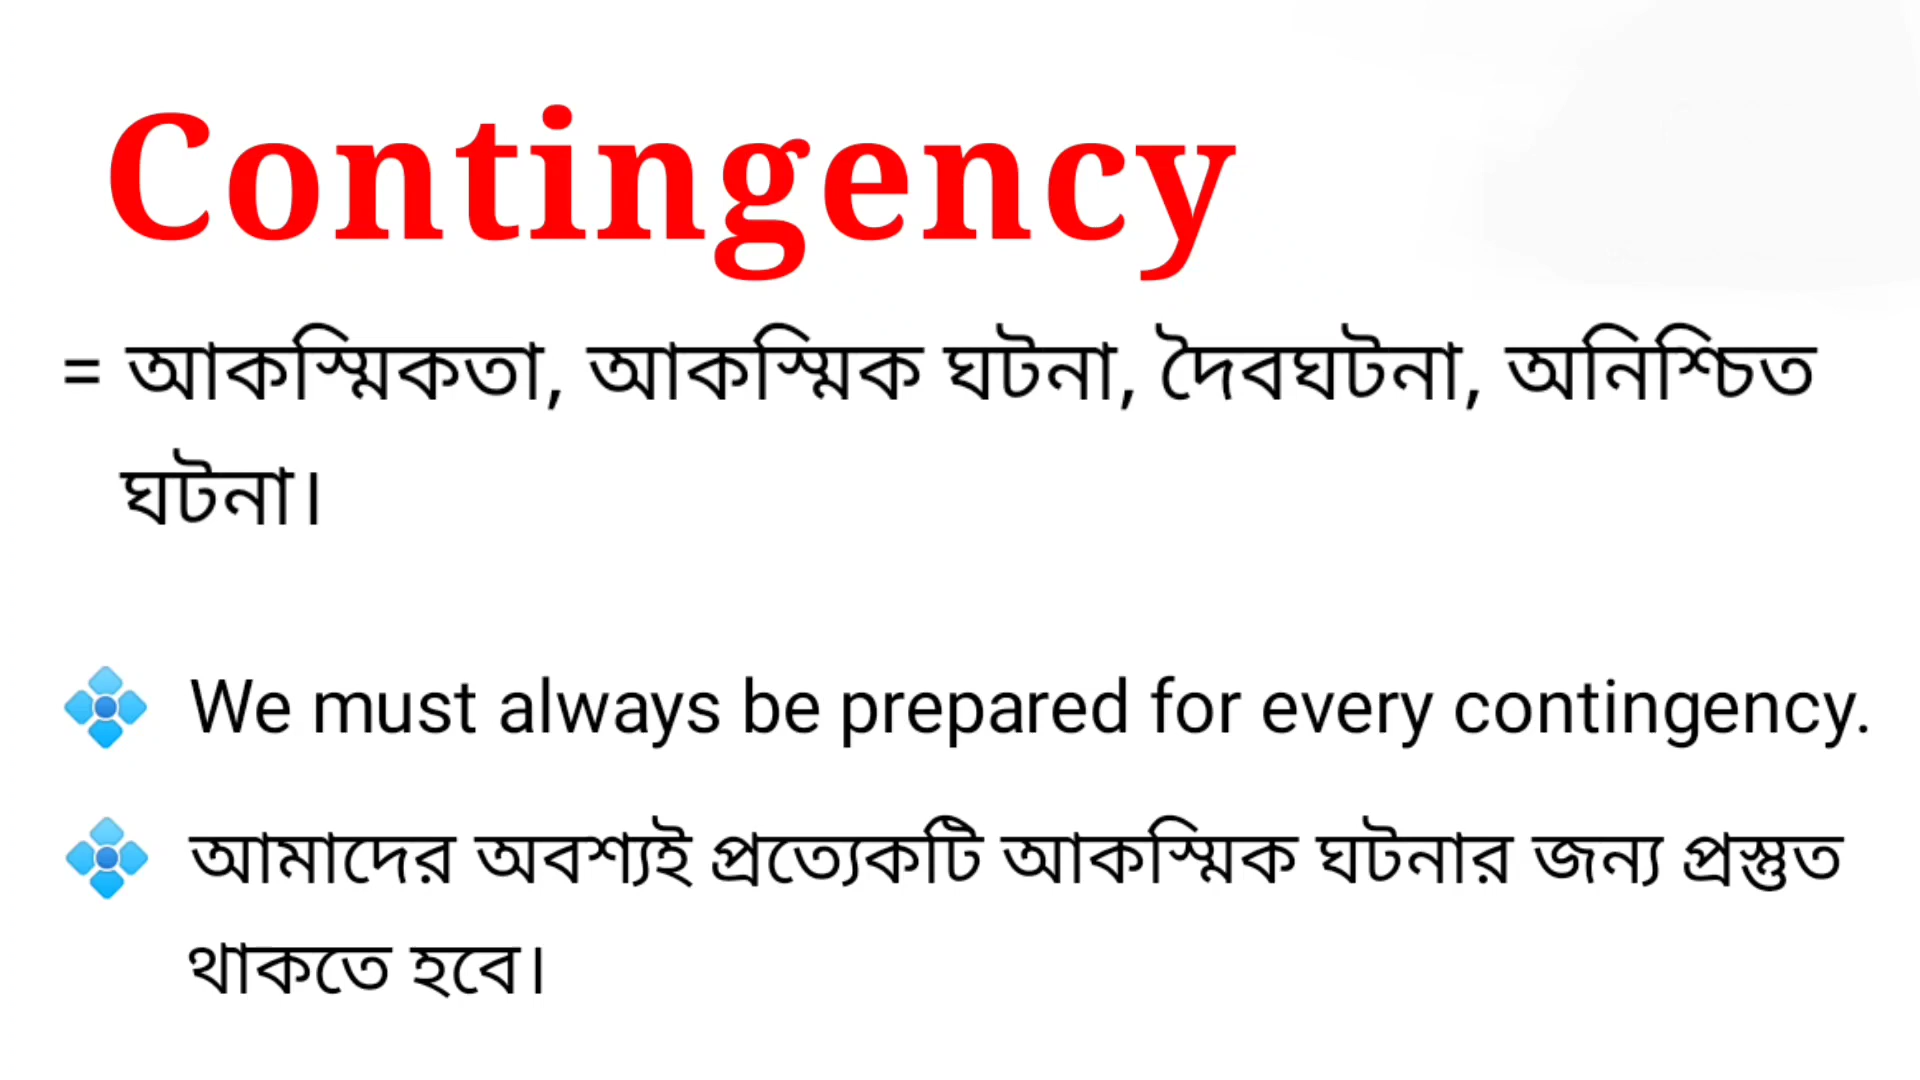 Contingency
= আকস্মিকতা, আকস্মিক ঘটনা, দৈবঘটনা, অনিশ্চিত
ঘটনা।
💠 We must always be prepared for every contingency.
💠 আমাদের অবশ্যই প্রত্যেকটি আকস্মিক ঘটনার জন্য প্রস্তুত
থাকতে হবে।